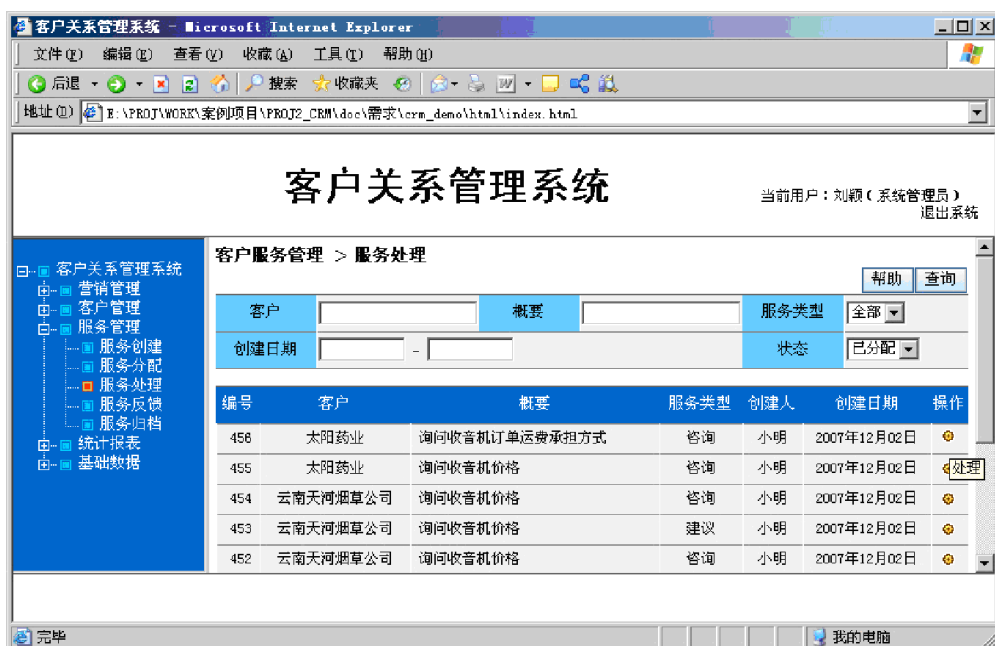 客户关系管理系统 - Microsoft Internet Explorer
文件(F) 编辑(E) 查看(V) 收藏(A) 工具(T) 帮助(H)
后退 搜索 收藏夹
地址(D) E:\PROJ\WORK\案例项目\PROJ2_CRM\doc\需求\crm_demo\html\index.html
客户关系管理系统
当前用户：刘颖(系统管理员)
退出系统
客户关系管理系统
营销管理
客户管理
服务管理
服务创建
服务分配
服务处理
服务反馈
服务归档
统计报表
基础数据
客户服务管理 > 服务处理
帮助 查询
客户 概要 服务类型 全部
创建日期 - 状态 已分配
编号 客户 概要 服务类型 创建人 创建日期 操作
456 太阳药业 询问收音机订单运费承担方式 咨询 小明 2007年12月02日
455 太阳药业 询问收音机价格 咨询 小明 2007年12月02日 处理
454 云南天河烟草公司 询问收音机价格 咨询 小明 2007年12月02日
453 云南天河烟草公司 询问收音机价格 建议 小明 2007年12月02日
452 云南天河烟草公司 询问收音机价格 咨询 小明 2007年12月02日
完毕 我的电脑